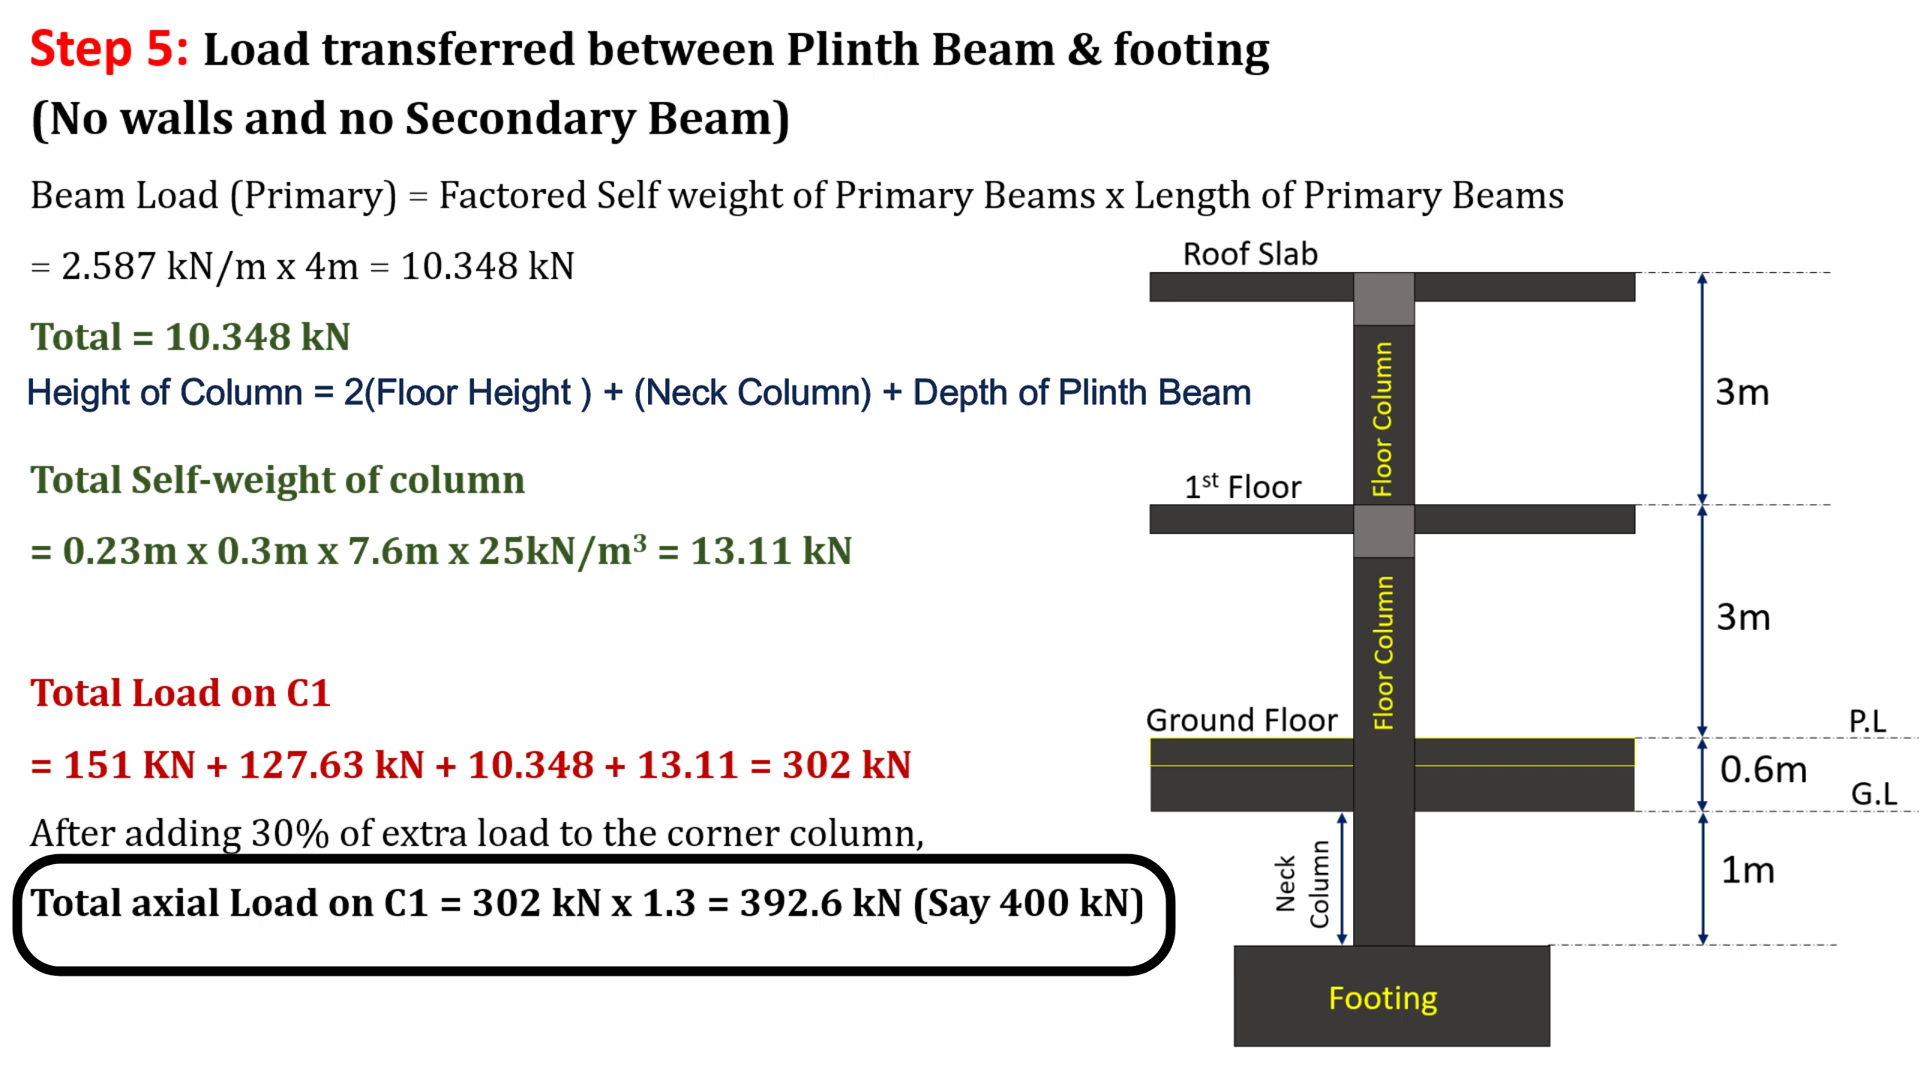 Step 5: Load transferred between Plinth Beam & footing
(No walls and no Secondary Beam)
Beam Load (Primary) = Factored Self weight of Primary Beams x Length of Primary Beams
= 2.587 kN/m x 4m = 10.348 kN
Total = 10.348 kN
Height of Column = 2(Floor Height ) + (Neck Column) + Depth of Plinth Beam
Total Self-weight of column
= 0.23m x 0.3m x 7.6m x 25kN/m³ = 13.11 kN
Total Load on C1
= 151 KN + 127.63 kN + 10.348 + 13.11 = 302 kN
After adding 30% of extra load to the corner column,
Total axial Load on C1 = 302 kN x 1.3 = 392.6 kN (Say 400 kN)
Roof Slab
Floor Column
3m
1st Floor
Floor Column
3m
Ground Floor
P.L
0.6m
G.L
Neck
Column
1m
Footing